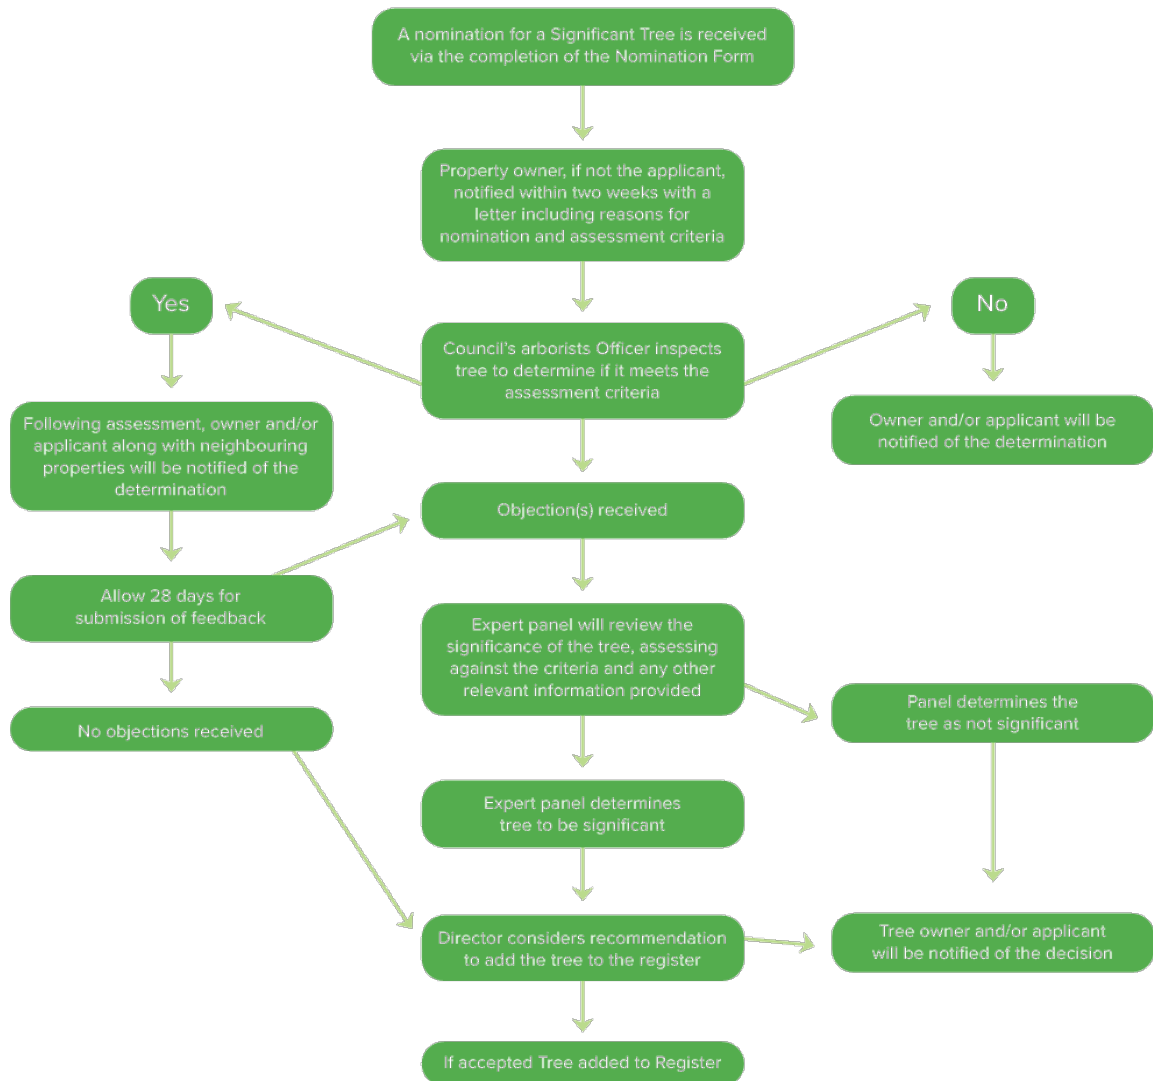 A nomination for a Significant Tree is received
via the completion of the Nomination Form
Property owner, if not the applicant,
notified within two weeks with a
letter including reasons for
nomination and assessment criteria
Yes
No
Council's arborists Officer inspects
tree to determine if it meets the
assessment criteria
Following assessment, owner and/or
applicant along with neighbouring
properties will be notified of the
determination
Owner and/or applicant will be
notified of the determination
Objection(s) received
Allow 28 days for
submission of feedback
Expert panel will review the
significance of the tree, assessing
against the criteria and any other
relevant information provided
Panel determines the
tree as not significant
No objections received
Expert panel determines
tree to be significant
Director considers recommendation
to add the tree to the register
Tree owner and/or applicant
will be notified of the decision
If accepted Tree added to Register